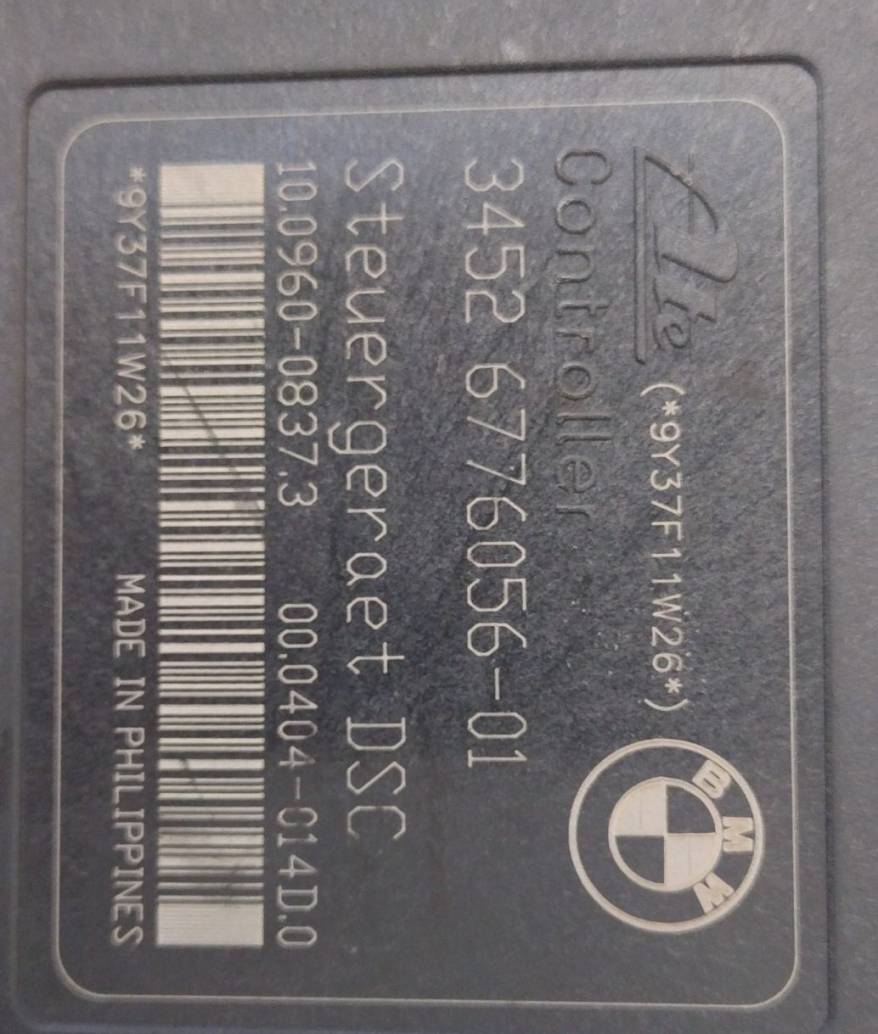 Ate (*9Y37F11W26*) BMW
Controller
3452 6776056-01
Steuergeraet DSC
10.0960-0837.3 00.0404-014D.0
*9Y37F11W26* MADE IN PHILIPPINES